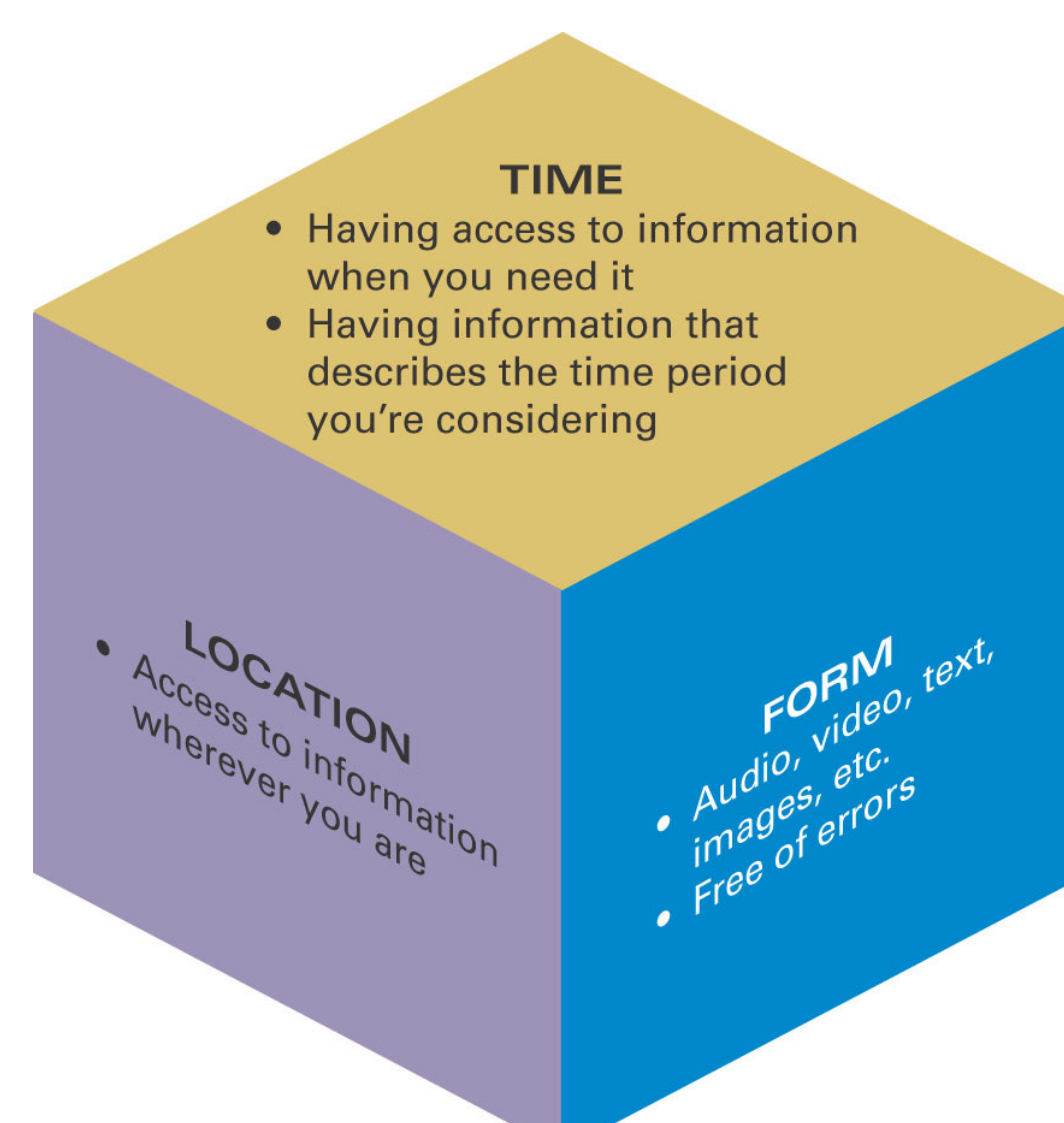 TIME
• Having access to information
when you need it
• Having information that
describes the time period
you’re considering
LOCATION
• Access to information
wherever you are
FORM
• Audio, video, text,
images, etc.
• Free of errors